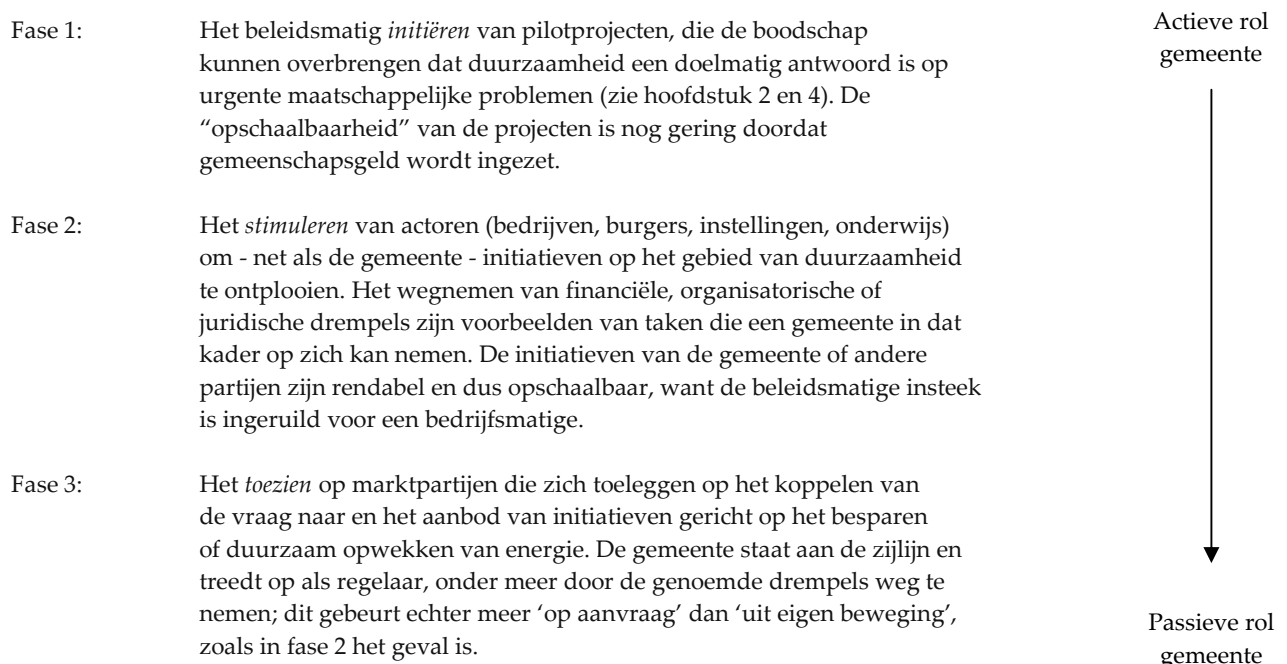 Fase 1:
Het beleidsmatig initiëren van pilotprojecten, die de boodschap
kunnen overbrengen dat duurzaamheid een doelmatig antwoord is op
urgente maatschappelijke problemen (zie hoofdstuk 2 en 4). De
“opschaalbaarheid” van de projecten is nog gering doordat
gemeenschapsgeld wordt ingezet.
Fase 2:
Het stimuleren van actoren (bedrijven, burgers, instellingen, onderwijs)
om - net als de gemeente - initiatieven op het gebied van duurzaamheid
te ontplooien. Het wegnemen van financiële, organisatorische of
juridische drempels zijn voorbeelden van taken die een gemeente in dat
kader op zich kan nemen. De initiatieven van de gemeente of andere
partijen zijn rendabel en dus opschaalbaar, want de beleidsmatige insteek
is ingeruild voor een bedrijfsmatige.
Fase 3:
Het toezien op marktpartijen die zich toeleggen op het koppelen van
de vraag naar en het aanbod van initiatieven gericht op het besparen
of duurzaam opwekken van energie. De gemeente staat aan de zijlijn en
treedt op als regelaar, onder meer door de genoemde drempels weg te
nemen; dit gebeurt echter meer ‘op aanvraag’ dan ‘uit eigen beweging’,
zoals in fase 2 het geval is.
Actieve rol
gemeente
Passieve rol
gemeente